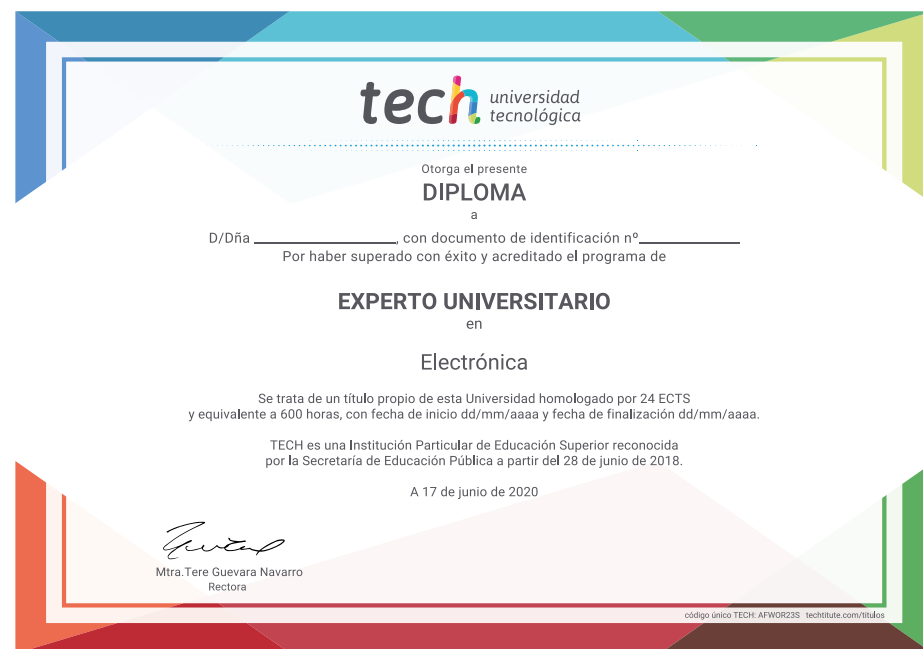 tech universidad
tecnológica
Otorga el presente
DIPLOMA
a
D/Dña ______________, con documento de identificación nº__________
Por haber superado con éxito y acreditado el programa de
EXPERTO UNIVERSITARIO
en
Electrónica
Se trata de un título propio de esta Universidad homologado por 24 ECTS
y equivalente a 600 horas, con fecha de inicio dd/mm/aaaa y fecha de finalización dd/mm/aaaa.
TECH es una Institución Particular de Educación Superior reconocida
por la Secretaría de Educación Pública a partir del 28 de junio de 2018.
A 17 de junio de 2020
Mtra.Tere Guevara Navarro
Rectora
código único TECH: AFWOR23S techtitute.com/titulos